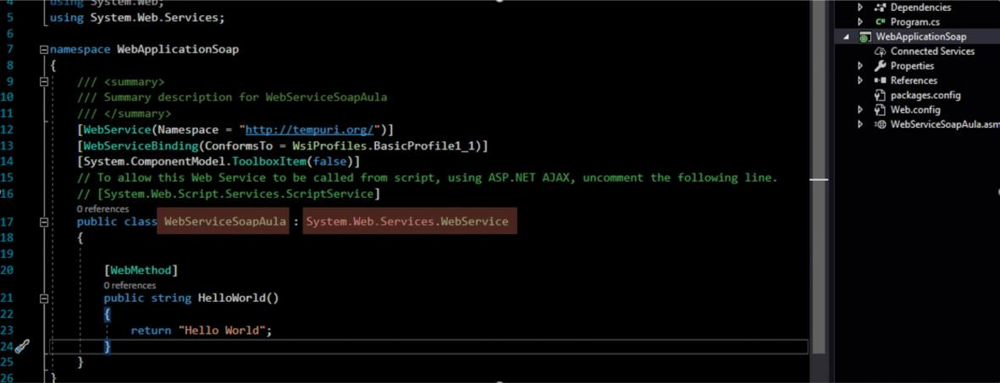 4 using System.Web;
5 using System.Web.Services;
6
7 namespace WebApplicationSoap
8 {
9 /// <summary>
10 /// Summary description for WebServiceSoapAula
11 /// </summary>
12 [WebService(Namespace = "http://tempuri.org/")]
13 [WebServiceBinding(ConformsTo = WsiProfiles.BasicProfile1_1)]
14 [System.ComponentModel.ToolboxItem(false)]
15 // To allow this Web Service to be called from script, using ASP.NET AJAX, uncomment the following line.
16 // [System.Web.Script.Services.ScriptService]
0 references
17 public class WebServiceSoapAula : System.Web.Services.WebService
18 {
19
20 [WebMethod]
0 references
21 public string HelloWorld()
22 {
23 return "Hello World";
24 }
25 }
26 }
Dependencies
C# Program.cs
WebApplicationSoap
Connected Services
Properties
References
packages.config
Web.config
WebServiceSoapAula.asm